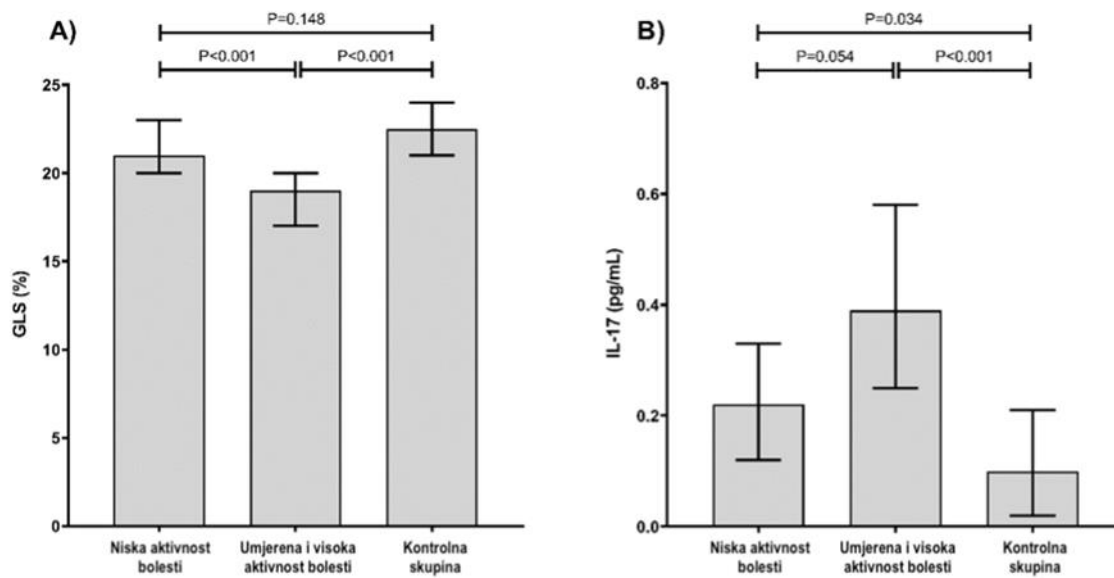 A)
P=0.148
P<0.001
P<0.001
25
20
15
10
5
0
GLS (%)
Niska aktivnost
bolesti
Umjerena i visoka
aktivnost bolesti
Kontrolna
skupina
B)
P=0.034
P=0.054
P<0.001
0.8
0.6
0.4
0.2
0.0
IL-17 (pg/mL)
Niska aktivnost
bolesti
Umjerena i visoka
aktivnost bolesti
Kontrolna
skupina